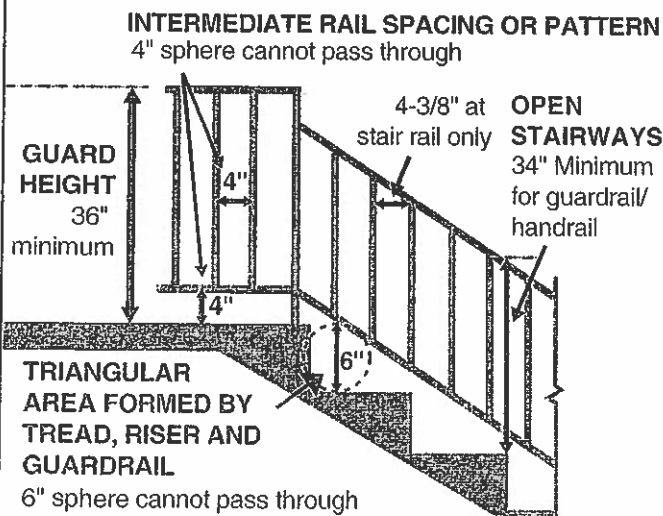 INTERMEDIATE RAIL SPACING OR PATTERN
4" sphere cannot pass through
4-3/8" at
stair rail only
OPEN
STAIRWAYS
34" Minimum
for guardrail/
handrail
GUARD
HEIGHT
36"
minimum
4"
4"
6"
TRIANGULAR
AREA FORMED BY
TREAD, RISER AND
GUARDRAIL
6" sphere cannot pass through